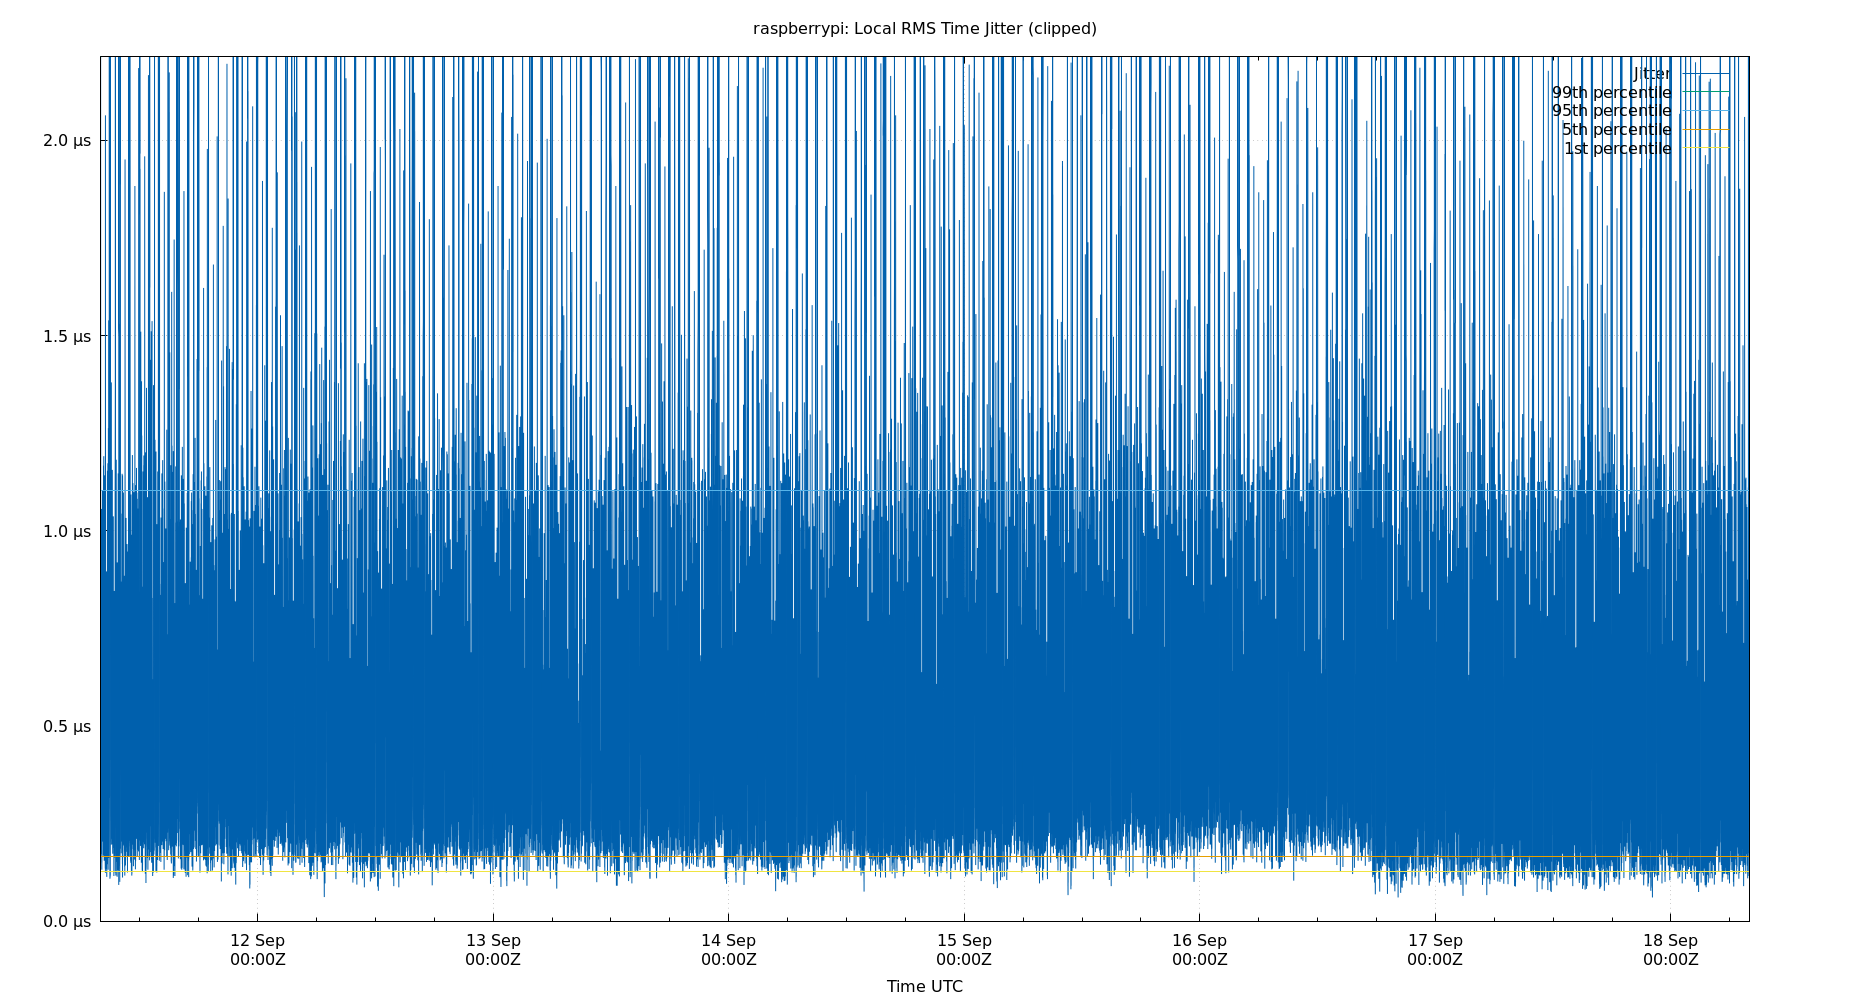 raspberrypi: Local RMS Time Jitter (clipped)
Jitter
99th percentile
95th percentile
5th percentile
1st percentile
2.0 μs
1.5 μs
1.0 μs
0.5 μs
0.0 μs
12 Sep 13 Sep 14 Sep 15 Sep 16 Sep 17 Sep 18 Sep
00:00Z 00:00Z 00:00Z 00:00Z 00:00Z 00:00Z 00:00Z
Time UTC